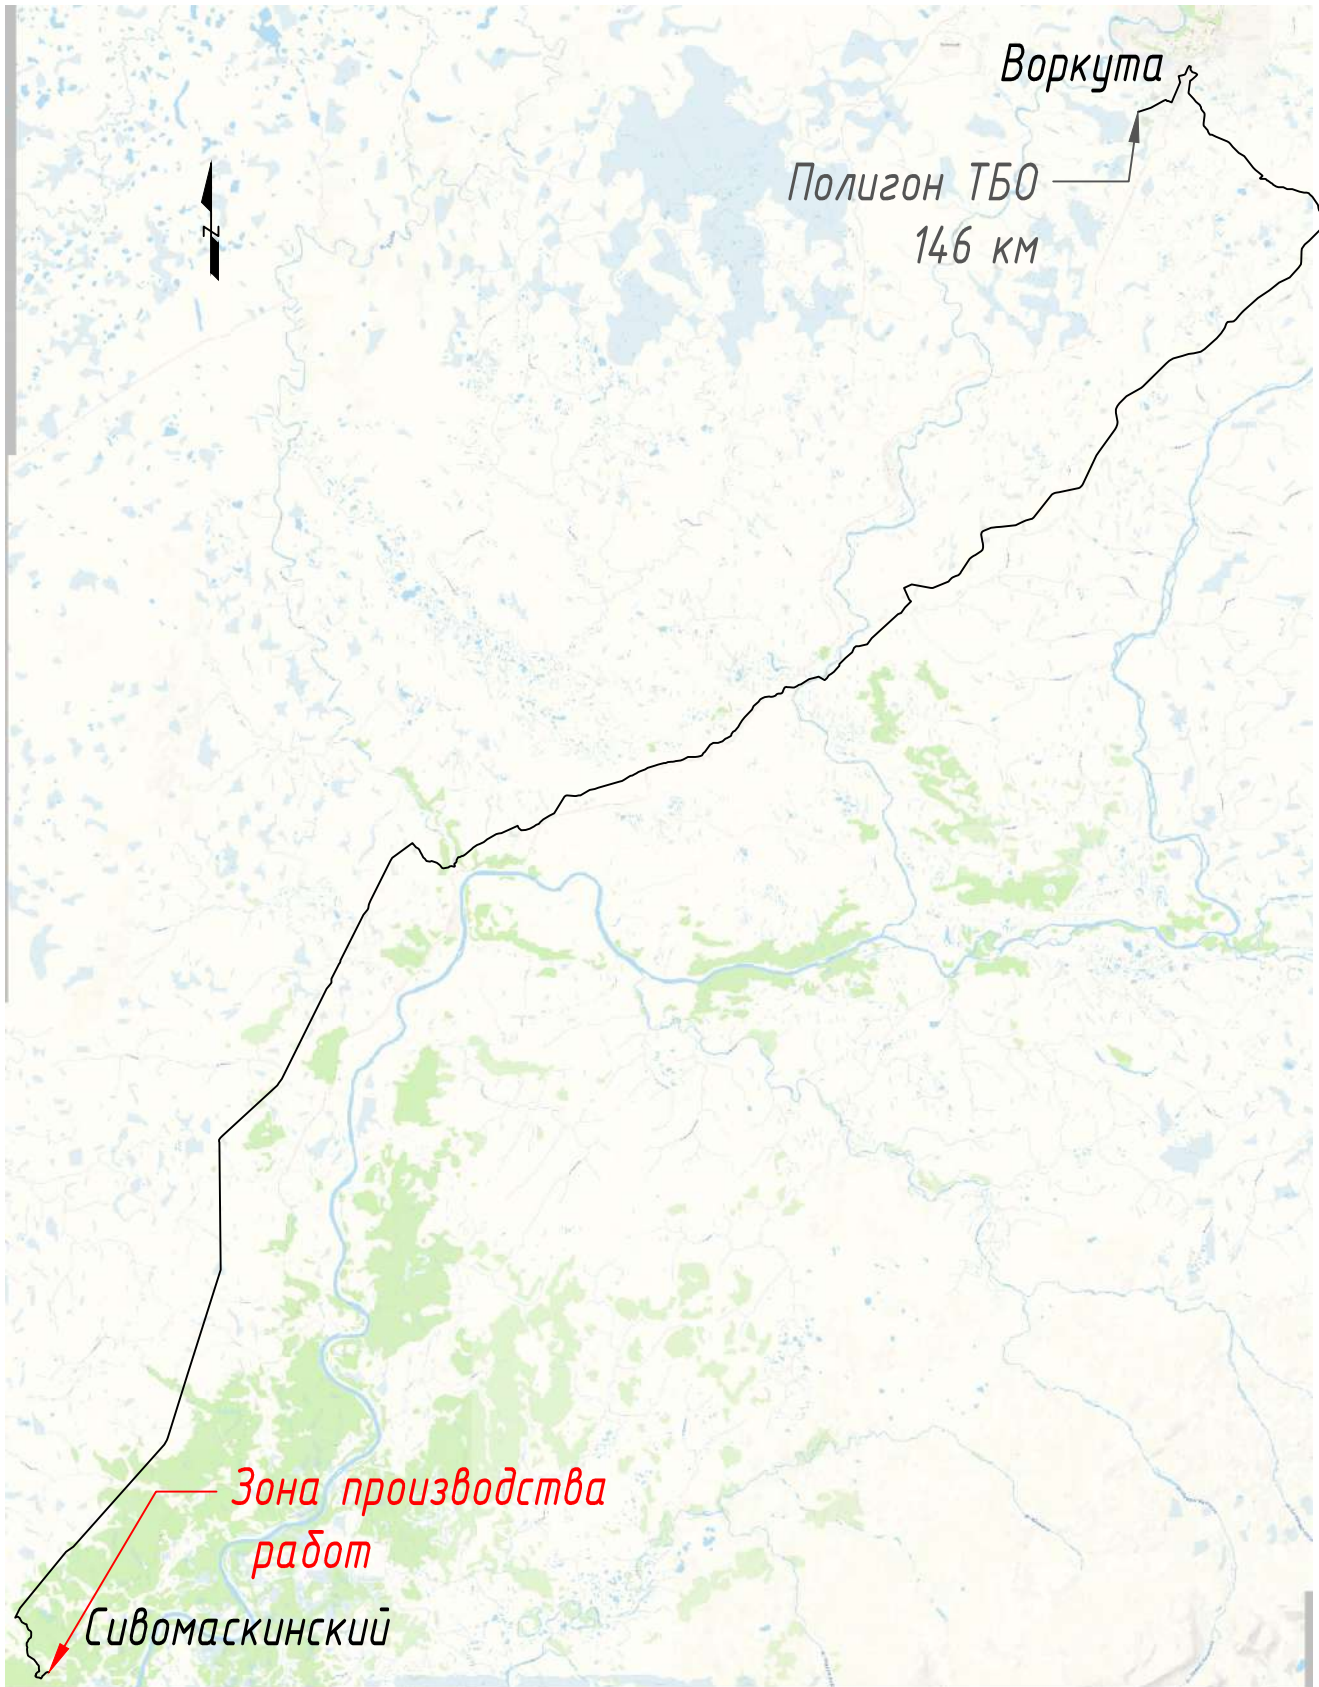 Воркута
Полигон ТБО
146 км
N
Зона производства
работ
Сивомаскинский